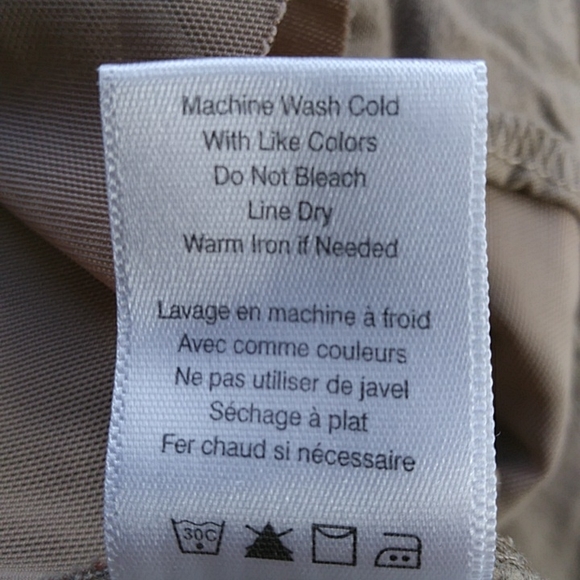 Machine Wash Cold
With Like Colors
Do Not Bleach
Line Dry
Warm Iron if Needed
Lavage en machine à froid
Avec comme couleurs
Ne pas utiliser de javel
Séchage à plat
Fer chaud si nécessaire
30C